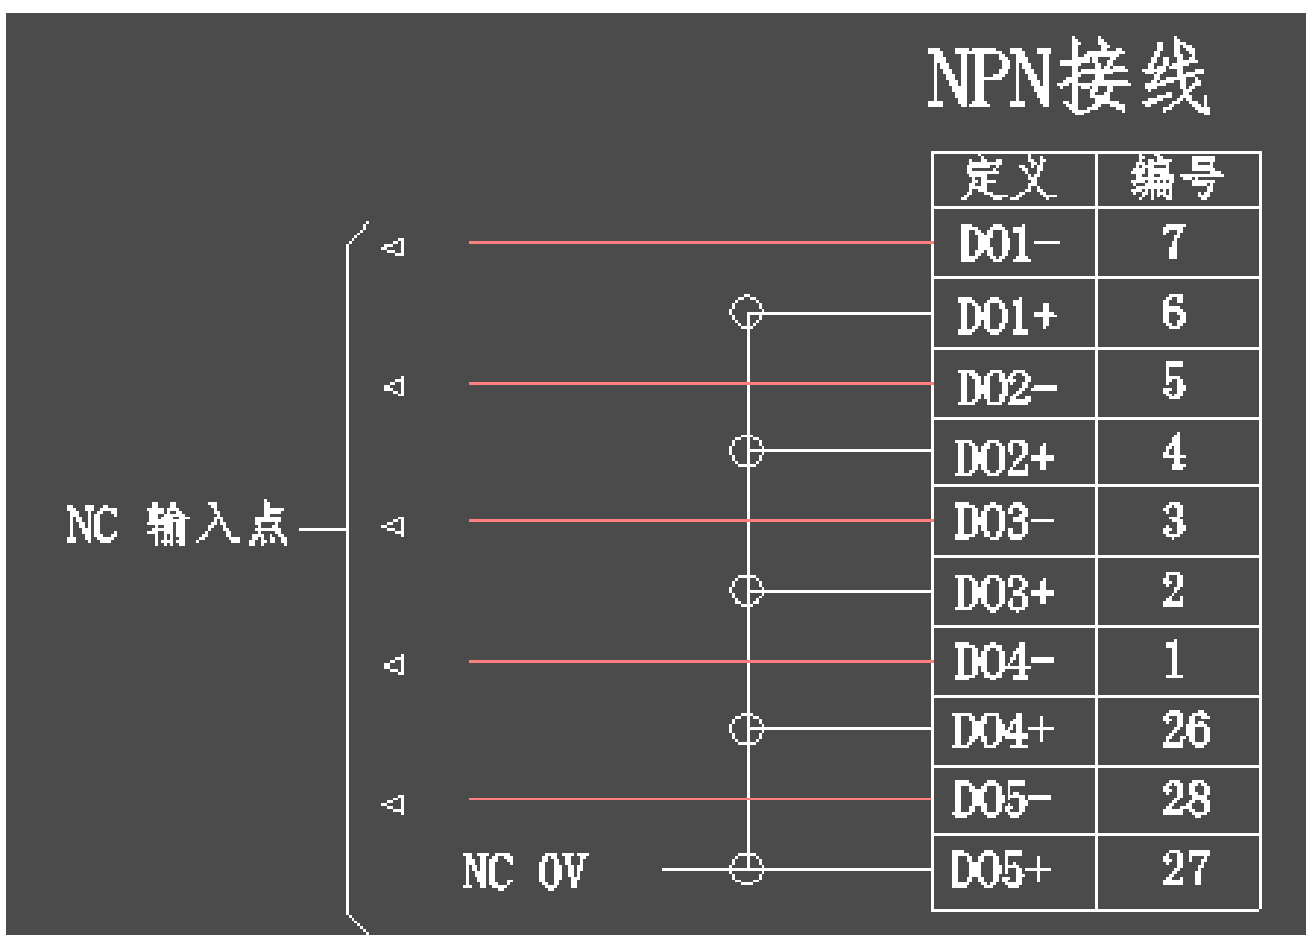 NPN接线
定义 编号
DO1- 7
DO1+ 6
DO2- 5
DO2+ 4
NC 输入点
DO3- 3
DO3+ 2
DO4- 1
DO4+ 26
DO5- 28
NC 0V
DO5+ 27